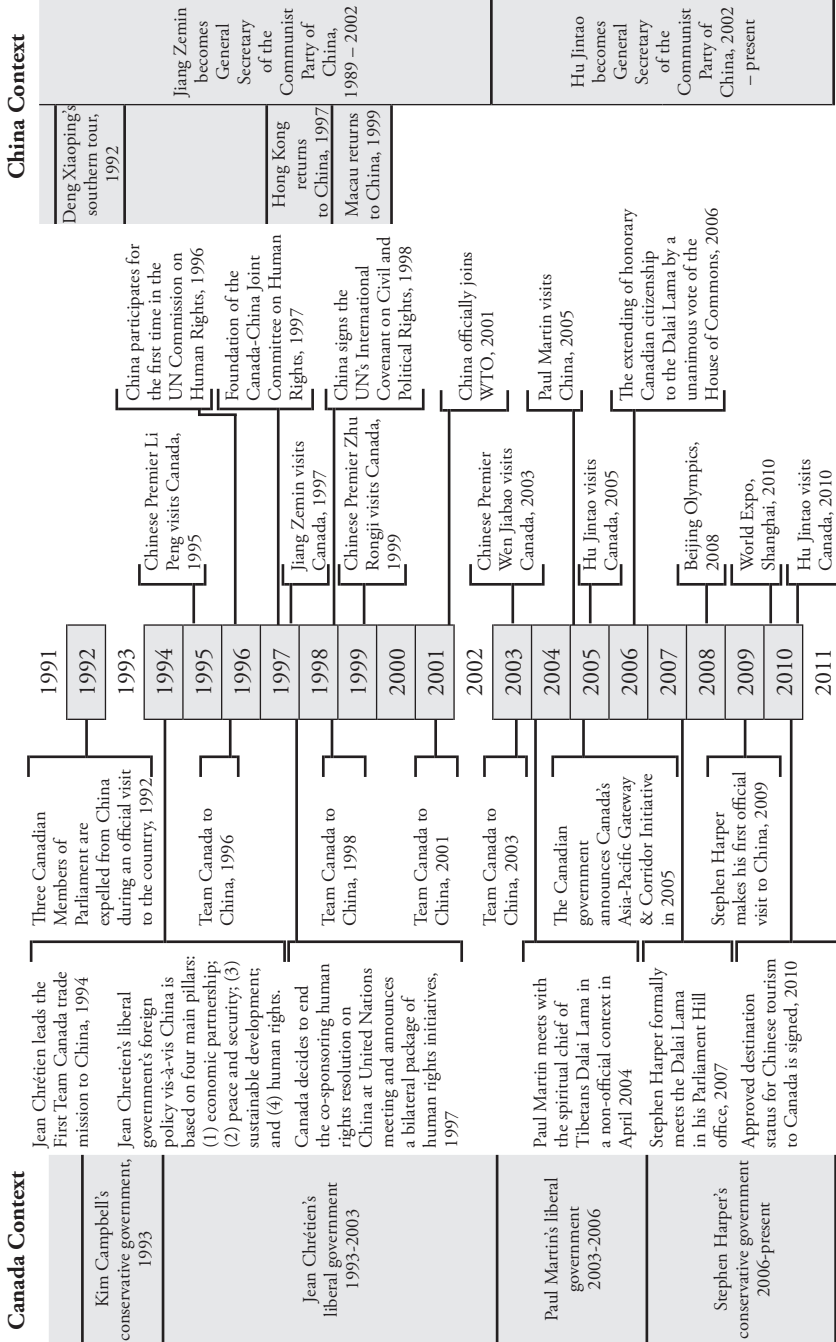 Canada Context
Kim Campbell's
conservative government,
1993
Jean Chrétien's
liberal government
1993-2003
Paul Martin's liberal
government
2003-2006
Stephen Harper's
conservative government
2006-present
Jean Chrétien leads the
First Team Canada trade
mission to China, 1994
Jean Chretien's liberal
government's foreign
policy vis-à-vis China is
based on four main pillars:
(1) economic partnership;
(2) peace and security; (3)
sustainable development;
and (4) human rights.
Canada decides to end
the co-sponsoring human
rights resolution on
China at United Nations
meeting and announces
a bilateral package of
human rights initiatives,
1997
Paul Martin meets with
the spiritual chief of
Tibetans Dalai Lama in
a non-official context in
April 2004
Stephen Harper formally
meets the Dalai Lama
in his Parliament Hill
office, 2007
Approved destination
status for Chinese tourism
to Canada is signed, 2010
Three Canadian
Members of
Parliament are
expelled from China
during an official visit
to the country, 1992
Team Canada to
China, 1996
Team Canada to
China, 1998
Team Canada to
China, 2001
Team Canada to
China, 2003
The Canadian
government
announces Canada's
Asia-Pacific Gateway
& Corridor Initiative
in 2005
Stephen Harper
makes his first official
visit to China, 2009
1991
1992
1993
1994
1995
1996
1997
1998
1999
2000
2001
2002
2003
2004
2005
2006
2007
2008
2009
2010
2011
Chinese Premier Li
Peng visits Canada,
1995
Jiang Zemin visits
Canada, 1997
Chinese Premier Zhu
Rongji visits Canada,
1999
Chinese Premier
Wen Jiabao visits
Canada, 2003
Hu Jintao visits
Canada, 2005
Beijing Olympics,
2008
World Expo,
Shanghai, 2010
Hu Jintao visits
Canada, 2010
China participates for
the first time in the
UN Commission on
Human Rights, 1996
Foundation of the
Canada-China Joint
Committee on Human
Rights, 1997
China signs the
UN's International
Covenant on Civil and
Political Rights, 1998
China officially joins
WTO, 2001
Paul Martin visits
China, 2005
The extending of honorary
Canadian citizenship
to the Dalai Lama by a
unanimous vote of the
House of Commons, 2006
China Context
Deng Xiaoping's
southern tour,
1992
Hong Kong
returns
to China, 1997
Macau returns
to China, 1999
Jiang Zemin
becomes
General
Secretary
of the
Communist
Party of
China,
1989 – 2002
Hu Jintao
becomes
General
Secretary
of the
Communist
Party of
China, 2002
– present